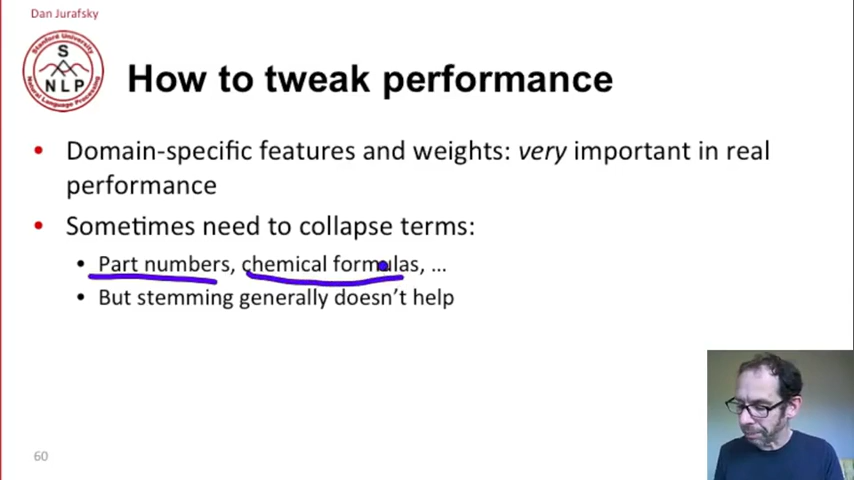 Dan Jurafsky
Stanford University
S
NLP
Natural Language Processing
How to tweak performance
• Domain-specific features and weights: very important in real
performance
• Sometimes need to collapse terms:
• Part numbers, chemical formulas, ...
• But stemming generally doesn't help
60